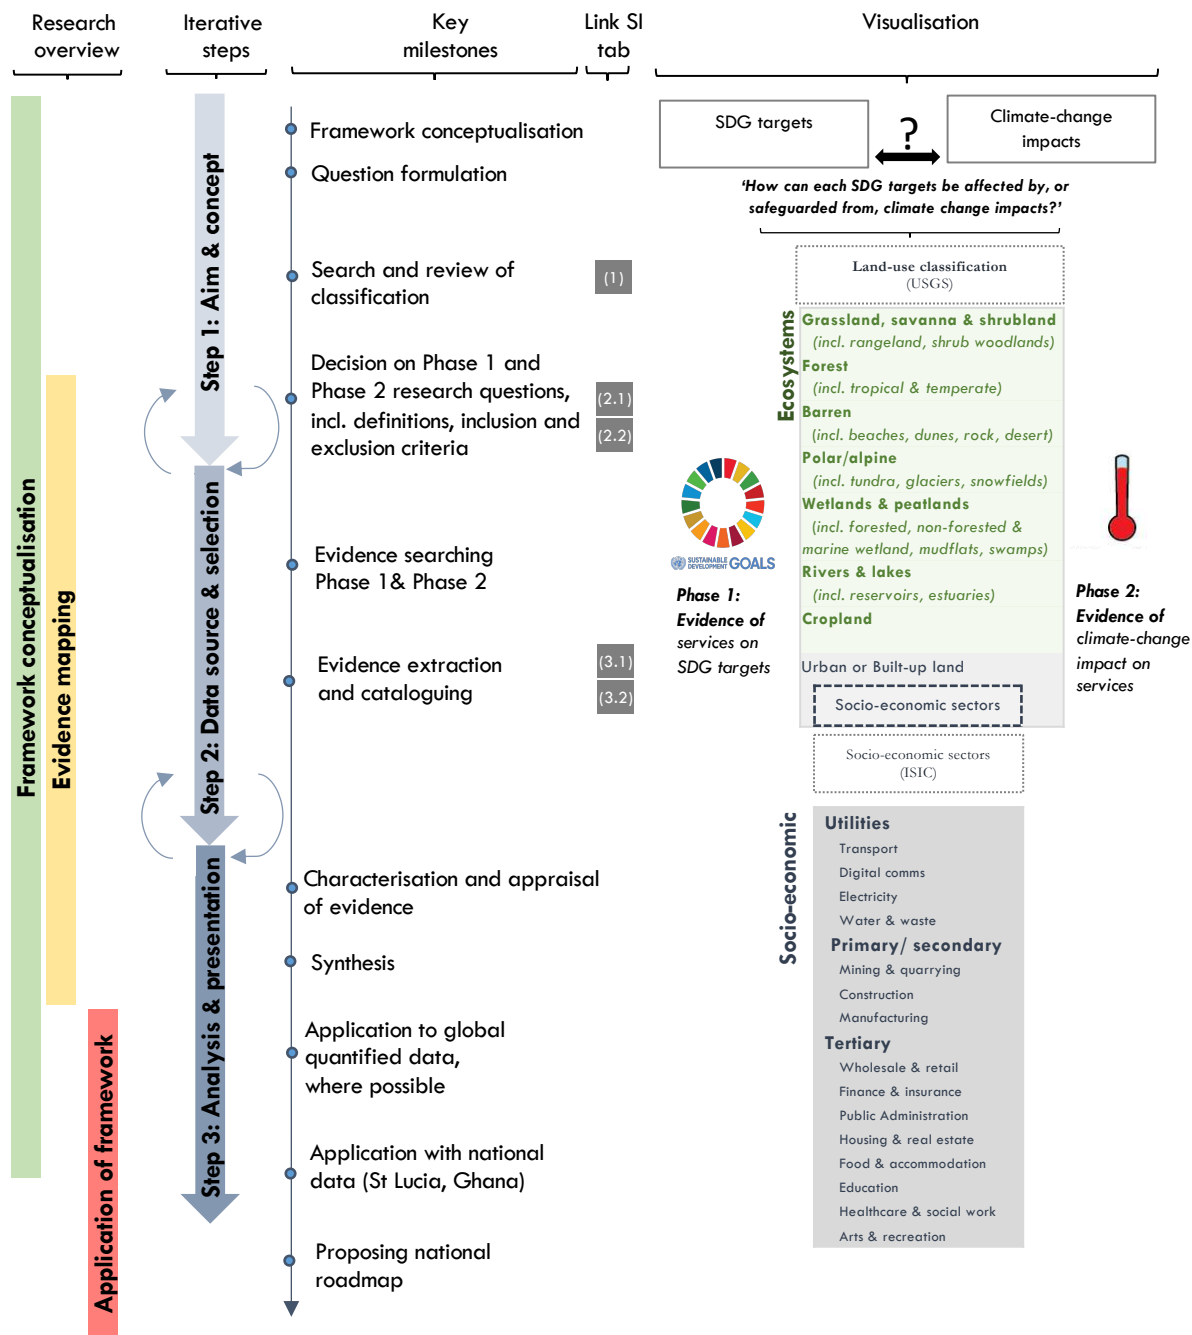 Research
overview
Iterative
steps
Key
milestones
Link SI
tab
Visualisation
Framework conceptualisation
Evidence mapping
Application of framework
Step 1: Aim & concept
Step 2: Data source & selection
Step 3: Analysis & presentation
Framework conceptualisation
Question formulation
Search and review of
classification
(1)
Decision on Phase 1 and
Phase 2 research questions,
incl. definitions, inclusion and
exclusion criteria
(2.1)
(2.2)
Evidence searching
Phase 1& Phase 2
Evidence extraction
and cataloguing
(3.1)
(3.2)
Characterisation and appraisal
of evidence
Synthesis
Application to global
quantified data,
where possible
Application with national
data (St Lucia, Ghana)
Proposing national
roadmap
SDG targets
?
Climate-change
impacts
'How can each SDG targets be affected by, or
safeguarded from, climate change impacts?'
Land-use classification
(USGS)
Ecosystems
Grassland, savanna & shrubland
(incl. rangeland, shrub woodlands)
Forest
(incl. tropical & temperate)
Barren
(incl. beaches, dunes, rock, desert)
Polar/alpine
(incl. tundra, glaciers, snowfields)
Wetlands & peatlands
(incl. forested, non-forested &
marine wetland, mudflats, swamps)
Rivers & lakes
(incl. reservoirs, estuaries)
Cropland
Urban or Built-up land
Socio-economic sectors
SUSTAINABLE
DEVELOPMENT GOALS
Phase 1:
Evidence of
services on
SDG targets
Phase 2:
Evidence of
climate-change
impact on
services
Socio-economic sectors
(ISIC)
Socio-economic
Utilities
Transport
Digital comms
Electricity
Water & waste
Primary/ secondary
Mining & quarrying
Construction
Manufacturing
Tertiary
Wholesale & retail
Finance & insurance
Public Administration
Housing & real estate
Food & accommodation
Education
Healthcare & social work
Arts & recreation